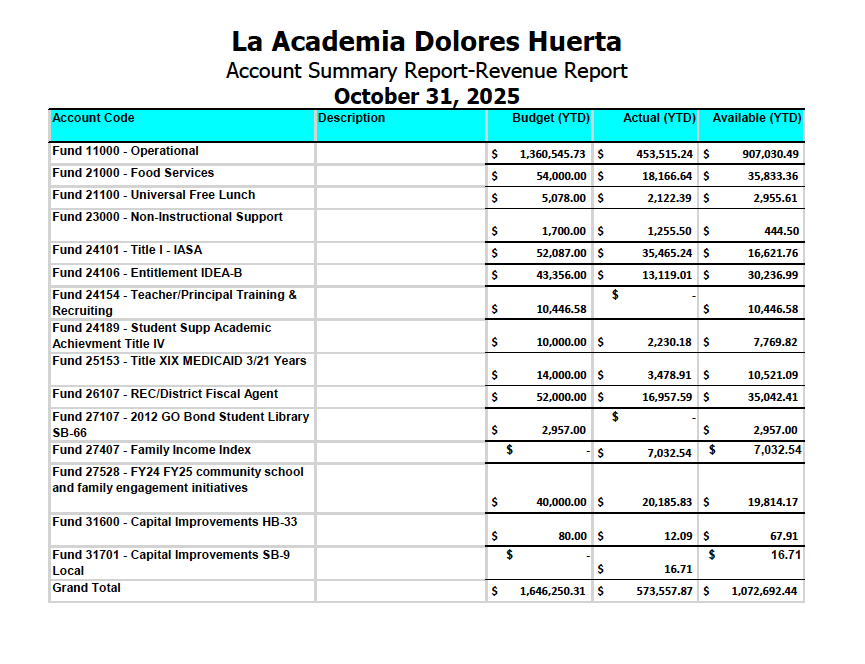 La Academia Dolores Huerta
Account Summary Report-Revenue Report
October 31, 2025
Account Code Description Budget (YTD) Actual (YTD) Available (YTD)
Fund 11000 - Operational $ 1,360,545.73 $ 453,515.24 $ 907,030.49
Fund 21000 - Food Services $ 54,000.00 $ 18,166.64 $ 35,833.36
Fund 21100 - Universal Free Lunch $ 5,078.00 $ 2,122.39 $ 2,955.61
Fund 23000 - Non-Instructional Support $ 1,700.00 $ 1,255.50 $ 444.50
Fund 24101 - Title I - IASA $ 52,087.00 $ 35,465.24 $ 16,621.76
Fund 24106 - Entitlement IDEA-B $ 43,356.00 $ 13,119.01 $ 30,236.99
Fund 24154 - Teacher/Principal Training & $ -
Recruiting $ 10,446.58 $ 10,446.58
Fund 24189 - Student Supp Academic
Achievment Title IV $ 10,000.00 $ 2,230.18 $ 7,769.82
Fund 25153 - Title XIX MEDICAID 3/21 Years
$ 14,000.00 $ 3,478.91 $ 10,521.09
Fund 26107 - REC/District Fiscal Agent $ 52,000.00 $ 16,957.59 $ 35,042.41
Fund 27107 - 2012 GO Bond Student Library $ -
SB-66 $ 2,957.00 $ 2,957.00
Fund 27407 - Family Income Index $ - $ 7,032.54 $ 7,032.54
Fund 27528 - FY24 FY25 community school
and family engagement initiatives
$ 40,000.00 $ 20,185.83 $ 19,814.17
Fund 31600 - Capital Improvements HB-33
$ 80.00 $ 12.09 $ 67.91
Fund 31701 - Capital Improvements SB-9 $ - $ 16.71
Local $ 16.71
Grand Total $ 1,646,250.31 $ 573,557.87 $ 1,072,692.44